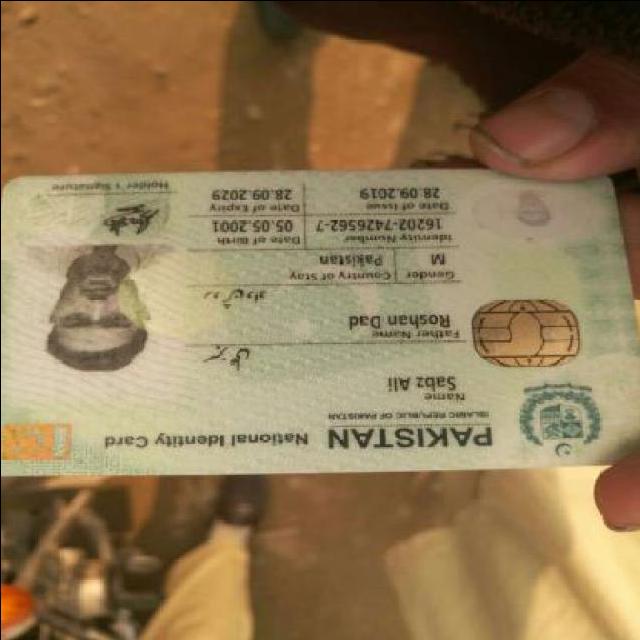 PAKISTAN National Identity Card
ISLAMIC REPUBLIC OF PAKISTAN
Name
Sabz Ali
Father Name
Roshan Dad
روشن داد
Gender Country of Stay
M Pakistan
Identity Number Date of Birth
16202-7426562-7 05.05.2001
Date of Issue Date of Expiry
28.09.2019 28.09.2029
Holder's Signature